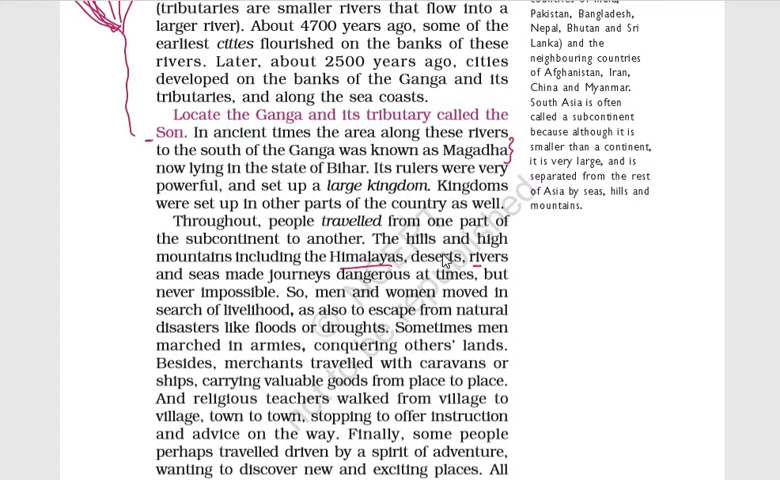 (tributaries are smaller rivers that flow into a
larger river). About 4700 years ago, some of the
earliest cities flourished on the banks of these
rivers. Later, about 2500 years ago, cities
developed on the banks of the Ganga and its
tributaries, and along the sea coasts.
Locate the Ganga and its tributary called the
Son. In ancient times the area along these rivers
to the south of the Ganga was known as Magadha
now lying in the state of Bihar. Its rulers were very
powerful, and set up a large kingdom. Kingdoms
were set up in other parts of the country as well.
Throughout, people travelled from one part of
the subcontinent to another. The hills and high
mountains including the Himalayas, deserts, rivers
and seas made journeys dangerous at times, but
never impossible. So, men and women moved in
search of livelihood, as also to escape from natural
disasters like floods or droughts. Sometimes men
marched in armies, conquering others' lands.
Besides, merchants travelled with caravans or
ships, carrying valuable goods from place to place.
And religious teachers walked from village to
village, town to town, stopping to offer instruction
and advice on the way. Finally, some people
perhaps travelled driven by a spirit of adventure,
wanting to discover new and exciting places. All
Pakistan, Bangladesh,
Nepal, Bhutan and Sri
Lanka) and the
neighbouring countries
of Afghanistan, Iran,
China and Myanmar.
South Asia is often
called a subcontinent
because although it is
smaller than a continent,
it is very large, and is
separated from the rest
of Asia by seas, hills and
mountains.
© NCERT
not to be republished